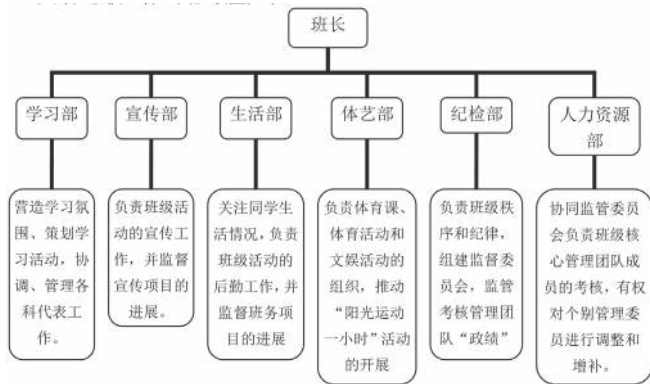 班长
学习部
宣传部
生活部
体艺部
纪检部
人力资源
部
营造学习氛
围、策划学
习活动，协
调、管理各
科代表工
作。
负责班级活
动的宣传工
作，并监督
宣传项目的
进展。
关注同学生
活情况，负责
班级活动的
后勤工作，并
监督班务项
目的进展
负责体育课、
体育活动和
文娱活动的
组织，推动
“阳光运动
一小时”活动
的开展
负责班级秩
序和纪律，
组建监督委
员会，监管
考核管理团
队“政绩”
协同监管委员
会负责班级核
心管理团队成
员的考核，有权
对个别管理委
员进行调整和
增补。